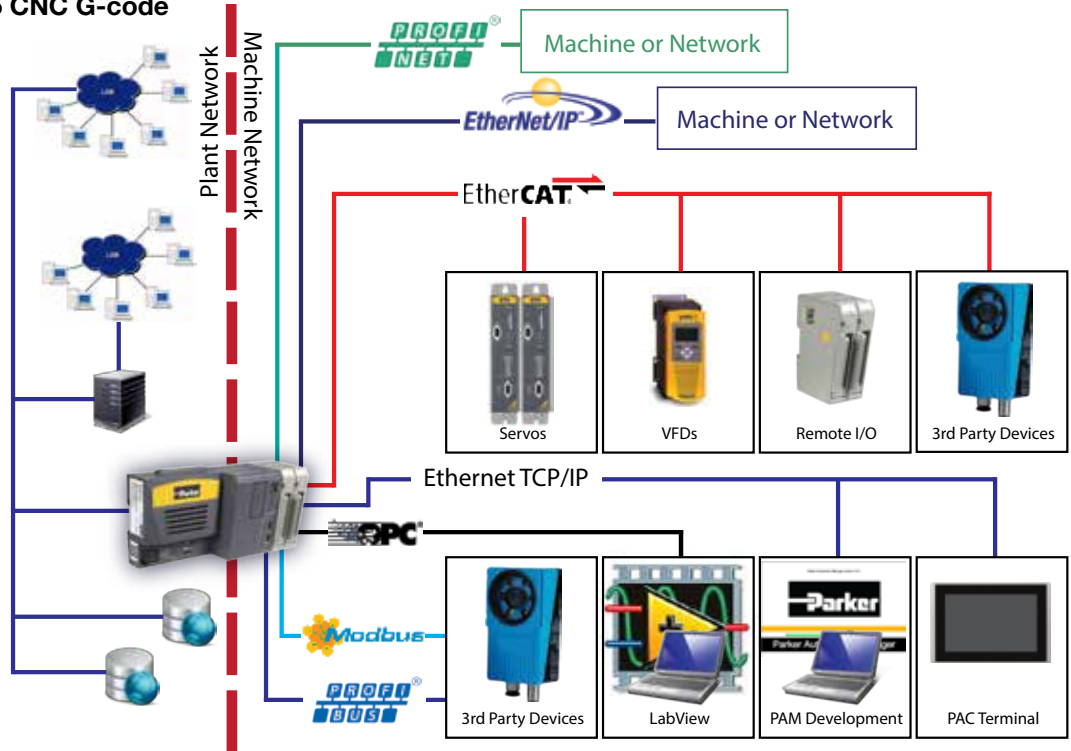 CNC G-code
Plant Network
Machine Network
PROFI®
NET
Machine or Network
EtherNet/IP
Machine or Network
EtherCAT
Servos
VFDs
Remote I/O
3rd Party Devices
Parker
Ethernet TCP/IP
OPC
Modbus
PROFI®
BUS
Parker
3rd Party Devices
LabView
PAM Development
PAC Terminal